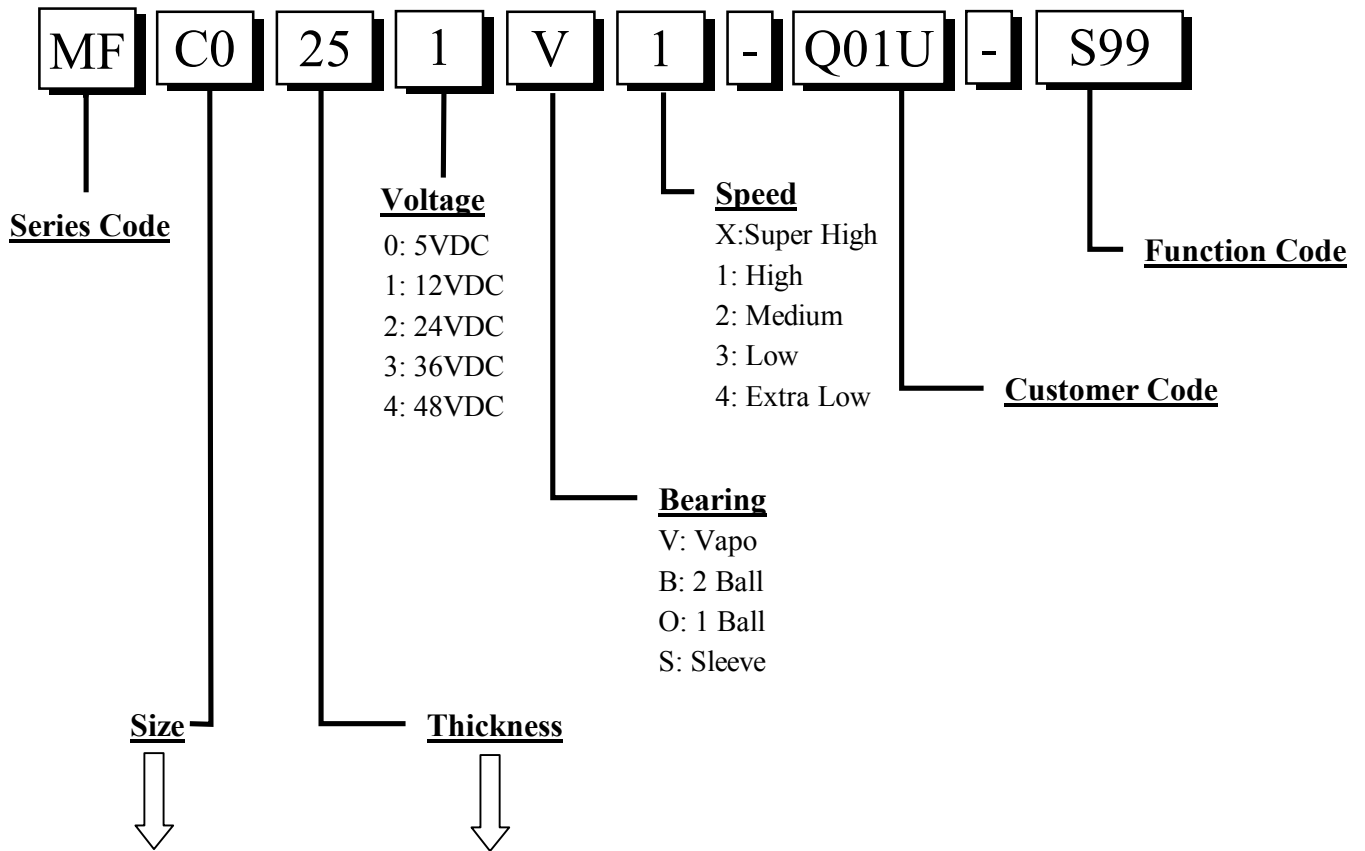 MF C0 25 1 V 1 - Q01U - S99
Series Code
Voltage
0: 5VDC
1: 12VDC
2: 24VDC
3: 36VDC
4: 48VDC
Speed
X:Super High
1: High
2: Medium
3: Low
4: Extra Low
Function Code
Customer Code
Bearing
V: Vapo
B: 2 Ball
O: 1 Ball
S: Sleeve
Size
Thickness